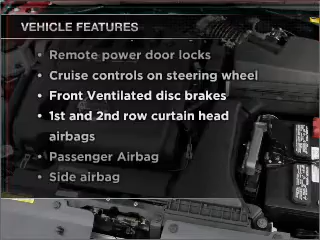 VEHICLE FEATURES
• Remote power door locks
• Cruise controls on steering wheel
• Front Ventilated disc brakes
• 1st and 2nd row curtain head
airbags
• Passenger Airbag
• Side airbag